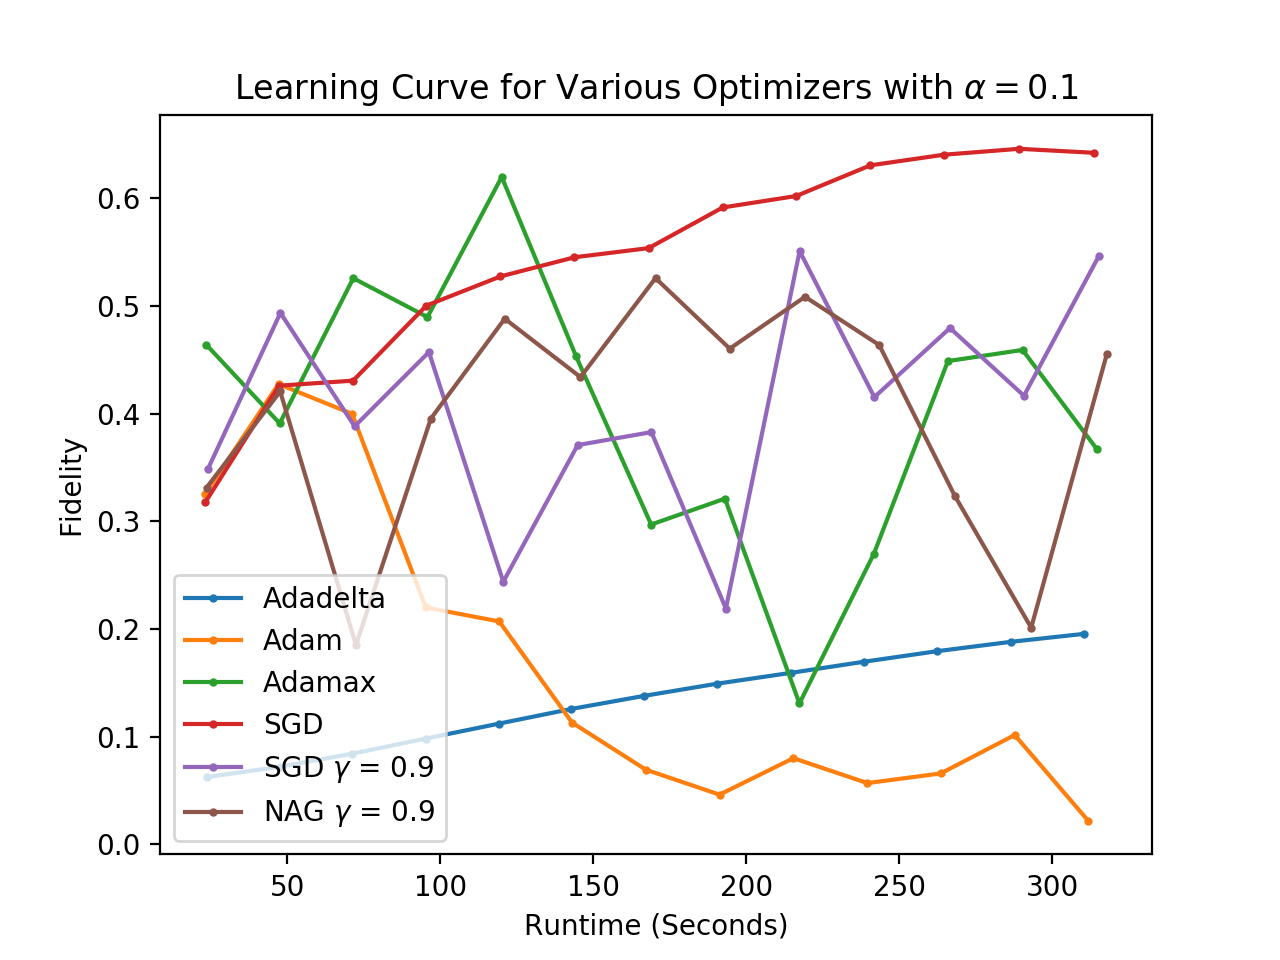 Learning Curve for Various Optimizers with α = 0.1
Fidelity
0.6
0.5
0.4
0.3
0.2
0.1
0.0
Adadelta
Adam
Adamax
SGD
SGD γ = 0.9
NAG γ = 0.9
50 100 150 200 250 300
Runtime (Seconds)